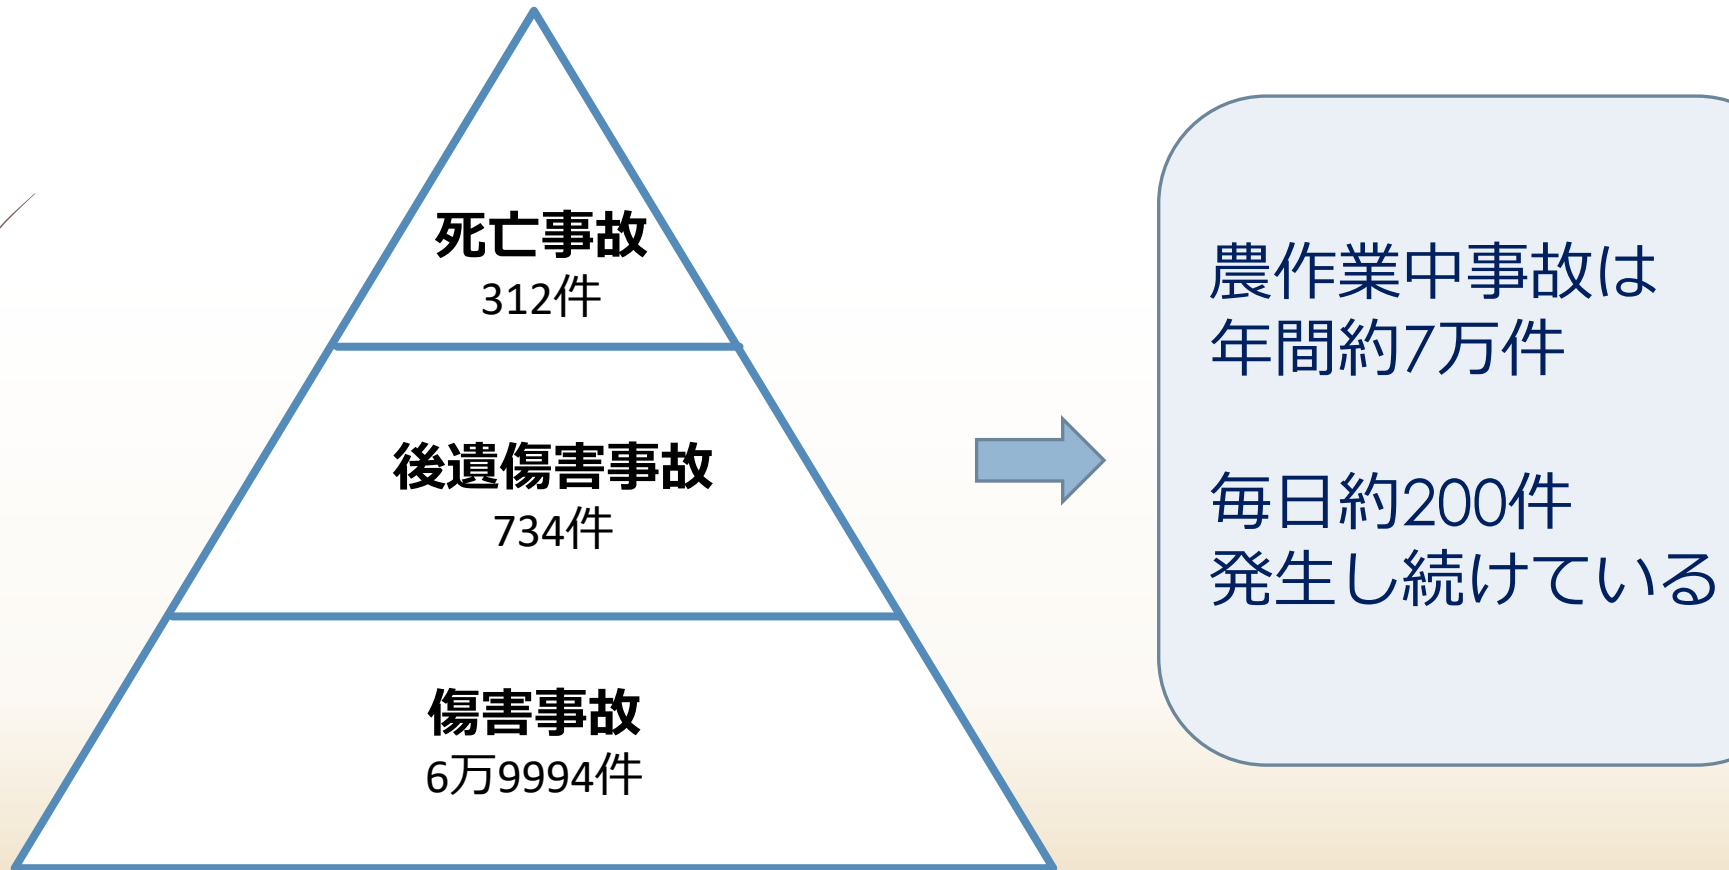 死亡事故
312件
後遺傷害事故
734件
傷害事故
6万9994件
農作業中事故は
年間約7万件
毎日約200件
発生し続けている